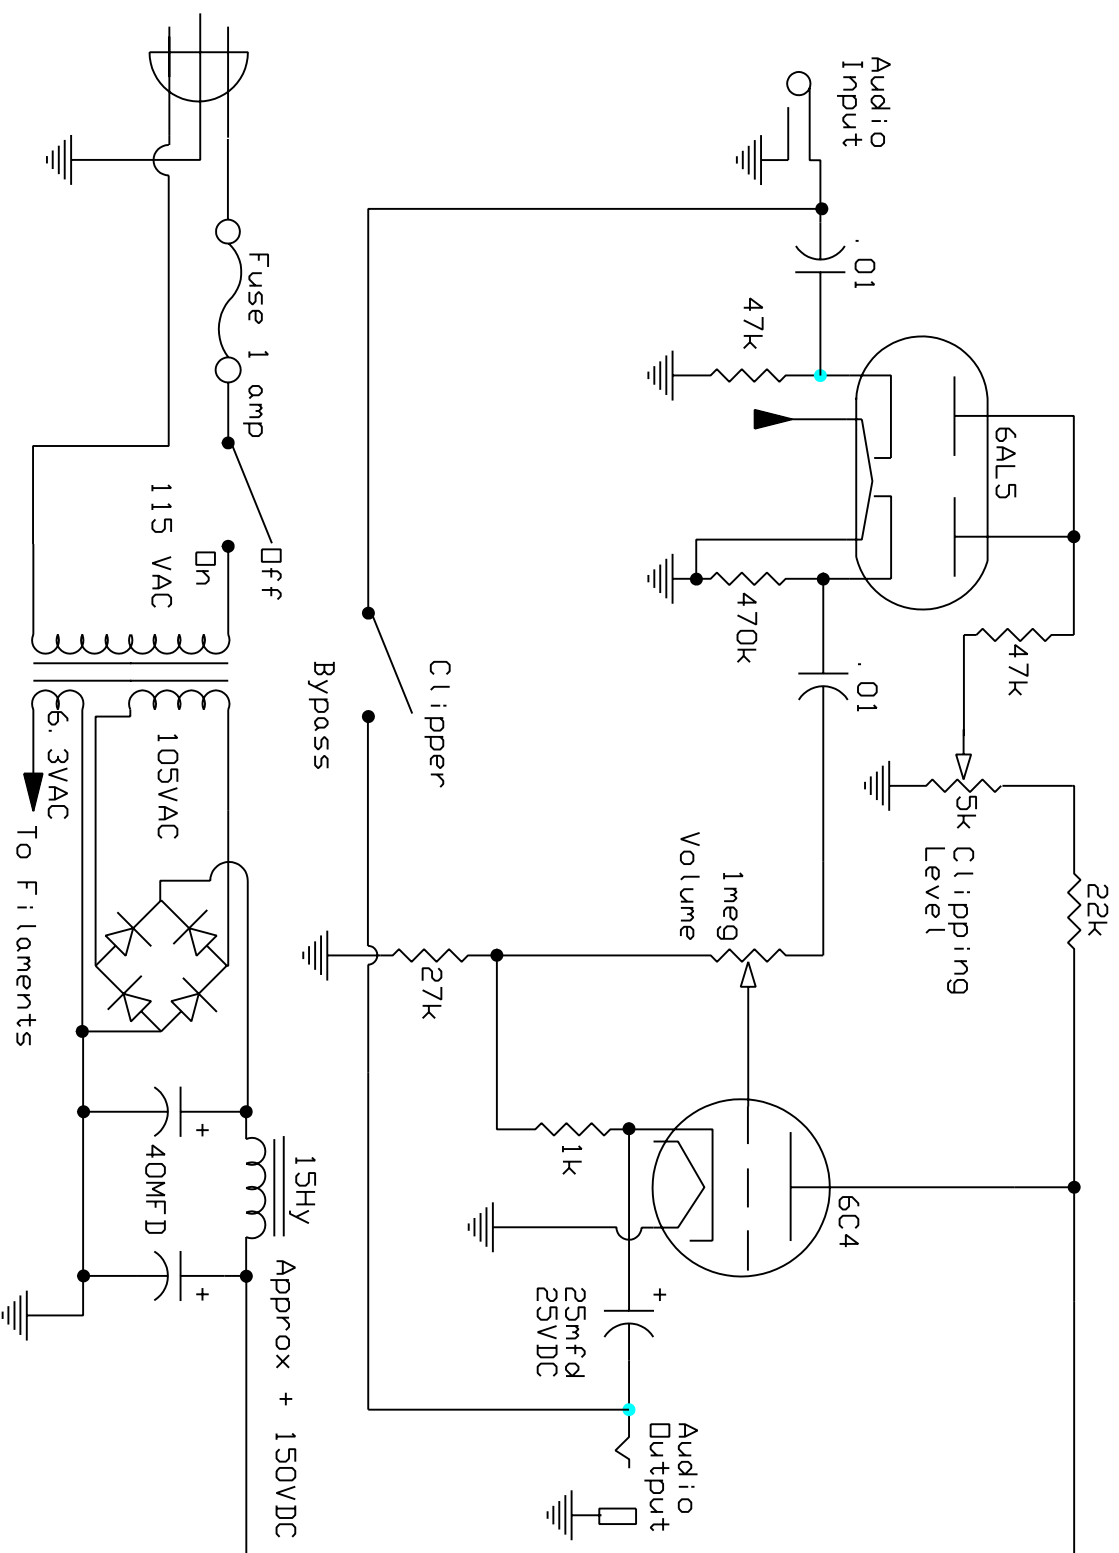 Audio
Input
.01
47k
6AL5
470k
47k
.01
5k Clipping
Level
22k
1meg
Volume
27k
1k
6C4
+
25mfd
25VDC
Audio
Output
Clipper
Bypass
Fuse 1 amp
Off
On
115 VAC
6.3VAC
105VAC
To Filaments
+
40MFD
+
15Hy
Approx + 150VDC